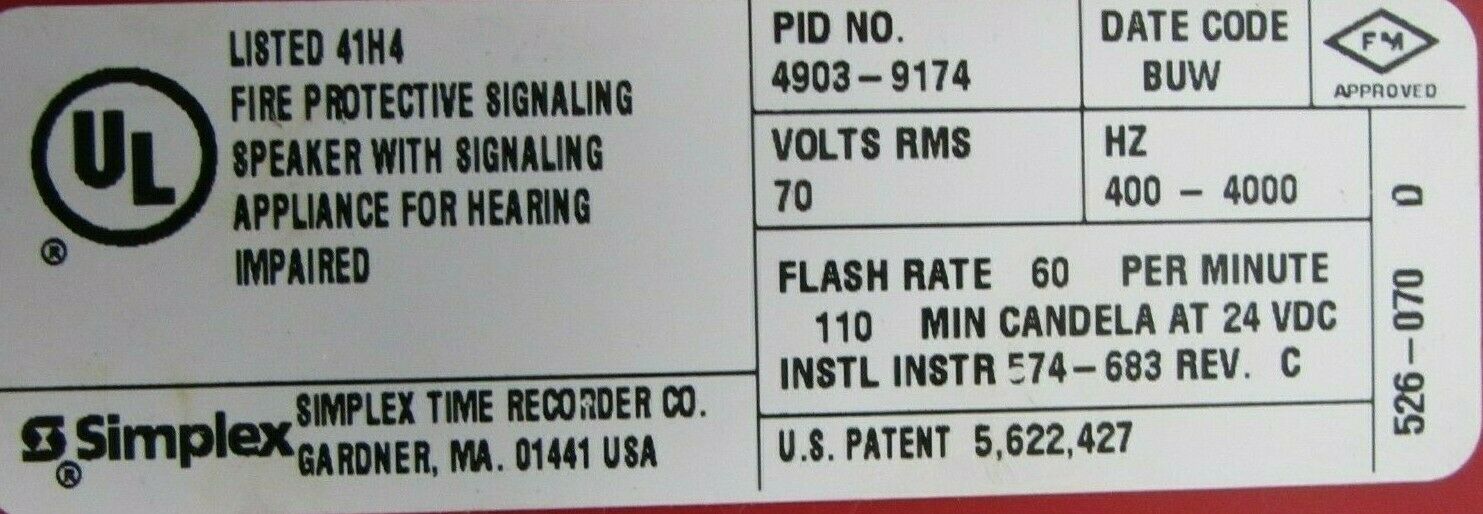 UL
®
LISTED 41H4
FIRE PROTECTIVE SIGNALING
SPEAKER WITH SIGNALING
APPLIANCE FOR HEARING
IMPAIRED
Simplex
®
SIMPLEX TIME RECORDER CO.
GARDNER, MA. 01441 USA
PID NO.
4903-9174
DATE CODE
BUW
FM
APPROVED
VOLTS RMS
70
HZ
400 - 4000
FLASH RATE 60 PER MINUTE
110 MIN CANDELA AT 24 VDC
INSTL INSTR 574-683 REV. C
U.S. PATENT 5,622,427
526-070 D